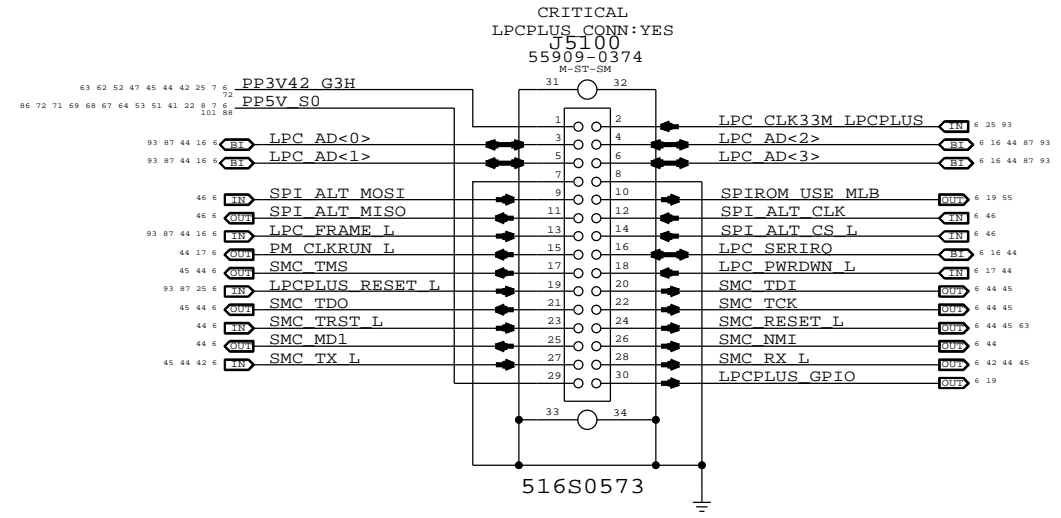 CRITICAL
LPCPLUS_CONN:YES
J5100
55909-0374
M-ST-SM
31 32
63 62 52 47 45 44 42 25 7 6 PP3V42_G3H
72
86 72 71 69 68 67 64 53 51 41 22 8 7 6 PP5V_S0
101 88
1 2 LPC_CLK33M_LPCPLUS IN 6 25 93
93 87 44 16 6 BI LPC_AD<0> 3 4 LPC_AD<2> BI 6 16 44 87 93
93 87 44 16 6 BI LPC_AD<1> 5 6 LPC_AD<3> BI 6 16 44 87 93
7 8
46 6 IN SPI_ALT_MOSI 9 10 SPIROM_USE_MLB OUT 6 19 55
46 6 OUT SPI_ALT_MISO 11 12 SPI_ALT_CLK IN 6 46
93 87 44 16 6 IN LPC_FRAME_L 13 14 SPI_ALT_CS_L IN 6 46
44 17 6 OUT PM_CLKRUN_L 15 16 LPC_SERIRQ BI 6 16 44
45 44 6 OUT SMC_TMS 17 18 LPC_PWRDWN_L IN 6 17 44
93 87 25 6 IN LPCPLUS_RESET_L 19 20 SMC_TDI OUT 6 44 45
45 44 6 OUT SMC_TDO 21 22 SMC_TCK OUT 6 44 45
44 6 IN SMC_TRST_L 23 24 SMC_RESET_L OUT 6 44 45 63
44 6 OUT SMC_MD1 25 26 SMC_NMI OUT 6 44
45 44 42 6 IN SMC_TX_L 27 28 SMC_RX_L OUT 6 42 44 45
29 30 LPCPLUS_GPIO OUT 6 19
33 34
516S0573